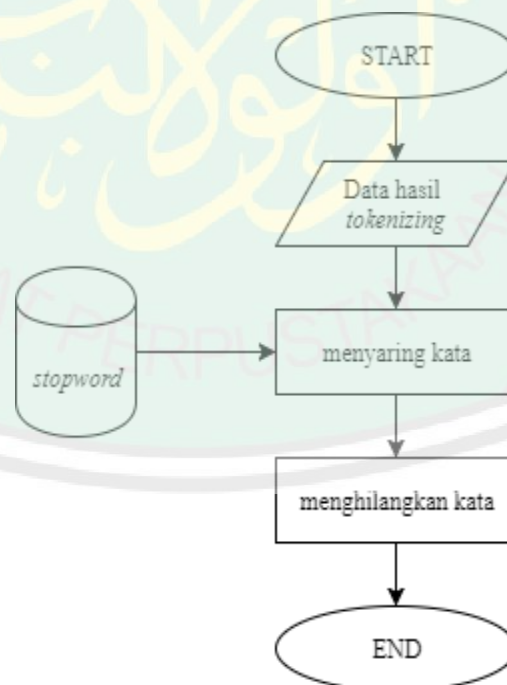 START
Data hasil
tokenizing
stopword
menyaring kata
menghilangkan kata
END